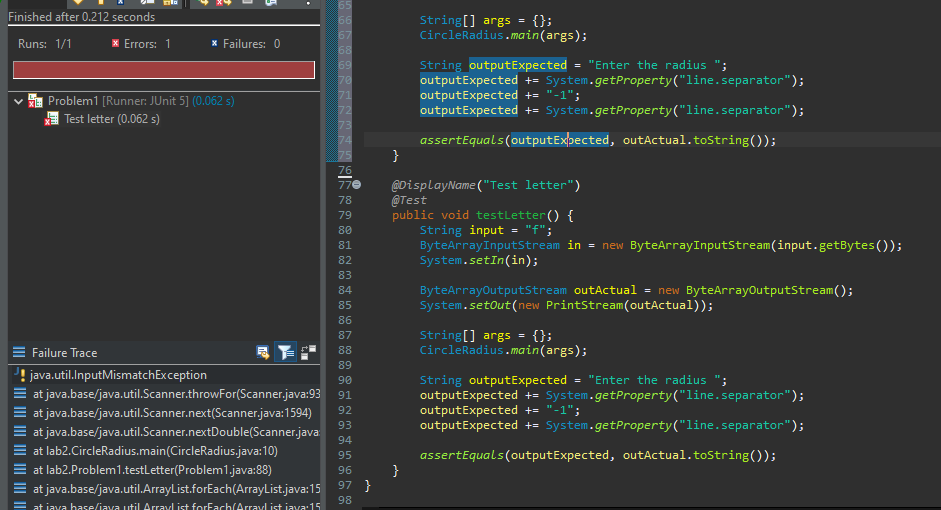 Finished after 0.212 seconds
Runs: 1/1
Errors: 1
Failures: 0
Problem1 [Runner: JUnit 5] (0.062 s)
Test letter (0.062 s)
Failure Trace
java.util.InputMismatchException
at java.base/java.util.Scanner.throwFor(Scanner.java:93
at java.base/java.util.Scanner.next(Scanner.java:1594)
at java.base/java.util.Scanner.nextDouble(Scanner.java:
at lab2.CircleRadius.main(CircleRadius.java:10)
at lab2.Problem1.testLetter(Problem1.java:88)
at java.base/java.util.ArrayList.forEach(ArrayList.java:15
at java.base/java.util.ArrayList.forEach(ArrayList.java:15
65
66 String[] args = {};
67 CircleRadius.main(args);
68
69 String outputExpected = "Enter the radius ";
70 outputExpected += System.getProperty("line.separator");
71 outputExpected += "-1";
72 outputExpected += System.getProperty("line.separator");
73
74 assertEquals(outputExpected, outActual.toString());
75 }
76
77 @DisplayName("Test letter")
78 @Test
79 public void testLetter() {
80 String input = "f";
81 ByteArrayInputStream in = new ByteArrayInputStream(input.getBytes());
82 System.setIn(in);
83
84 ByteArrayOutputStream outActual = new ByteArrayOutputStream();
85 System.setOut(new PrintStream(outActual));
86
87 String[] args = {};
88 CircleRadius.main(args);
89
90 String outputExpected = "Enter the radius ";
91 outputExpected += System.getProperty("line.separator");
92 outputExpected += "-1";
93 outputExpected += System.getProperty("line.separator");
94
95 assertEquals(outputExpected, outActual.toString());
96 }
97 }
98